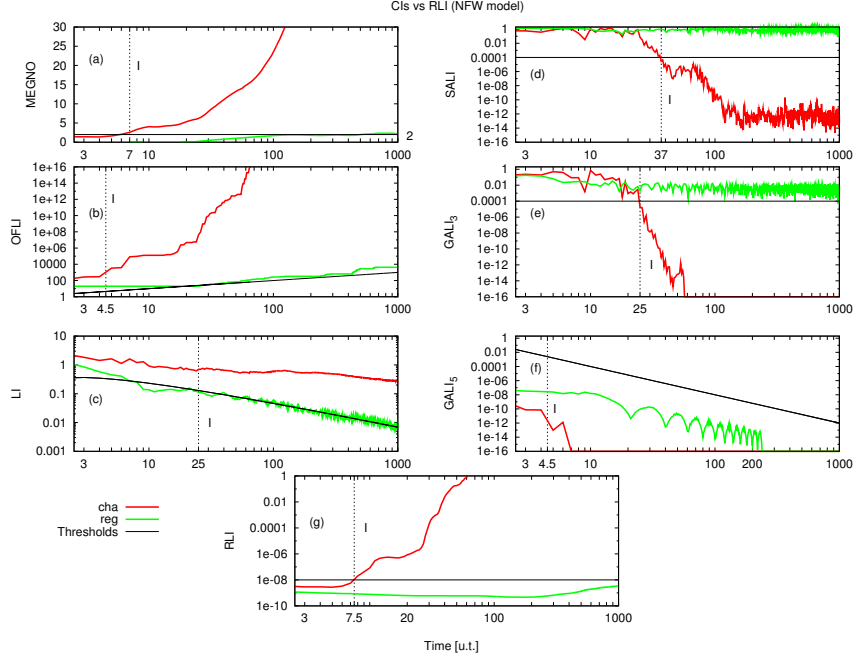 CIs vs RLI (NFW model)
MEGNO
30
25
20
15
10
5
0
(a)
I
2
3
7
10
100
1000
SALI
1
0.01
0.0001
1e-06
1e-08
1e-10
1e-12
1e-14
1e-16
(d)
I
3
10
37
100
1000
OFLI
1e+16
1e+14
1e+12
1e+10
1e+08
1e+06
10000
100
1
(b)
I
3
4.5
10
100
1000
GALI3
1
0.01
0.0001
1e-06
1e-08
1e-10
1e-12
1e-14
1e-16
(e)
I
3
10
25
100
1000
LI
10
1
0.1
0.01
0.001
(c)
I
3
10
25
100
1000
GALI5
1
0.01
0.0001
1e-06
1e-08
1e-10
1e-12
1e-14
1e-16
(f)
I
3
4.5
10
100
200
1000
cha
reg
Thresholds
RLI
1
0.01
0.0001
1e-06
1e-08
1e-10
(g)
I
3
7.5
10
20
100
1000
Time [u.t.]